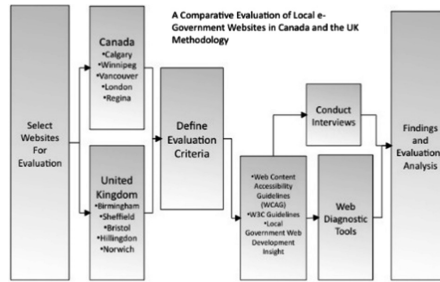 A Comparative Evaluation of Local e-
Government Websites in Canada and the UK
Methodology
Select
Websites
For
Evaluation
Canada
•Calgary
•Winnipeg
•Vancouver
•London
•Regina
United
Kingdom
•Birmingham
•Sheffield
•Bristol
•Hillingdon
•Norwich
Define
Evaluation
Criteria
•Web Content
Accessibility
Guidelines
(WCAG)
•W3C Guidelines
•Local
Government Web
Development
Insight
Conduct
Interviews
Web
Diagnostic
Tools
Findings
and
Evaluation
Analysis